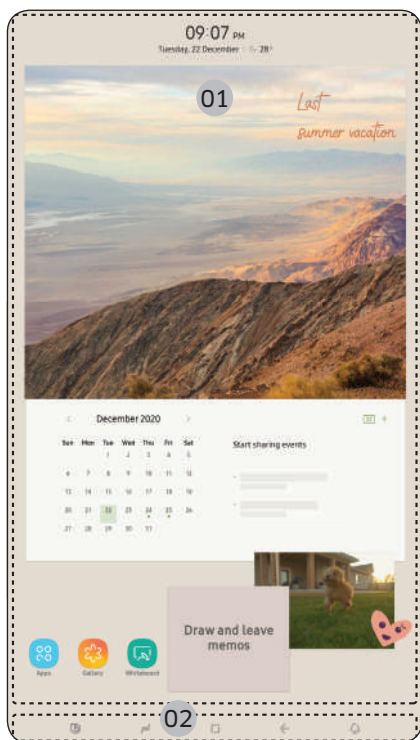 09:07 PM
Tuesday, 22 December 28°
01
Last
summer vacation
December 2020
Sun Mon Tue Wed Thu Fri Sat
1 2 3 4 5
6 7 8 9 10 11 12
13 14 15 16 17 18 19
20 21 22 23 24 25 26
27 28 29 30 31
Start sharing events
Draw and leave
memos
Apps Gallery Whiteboard
02